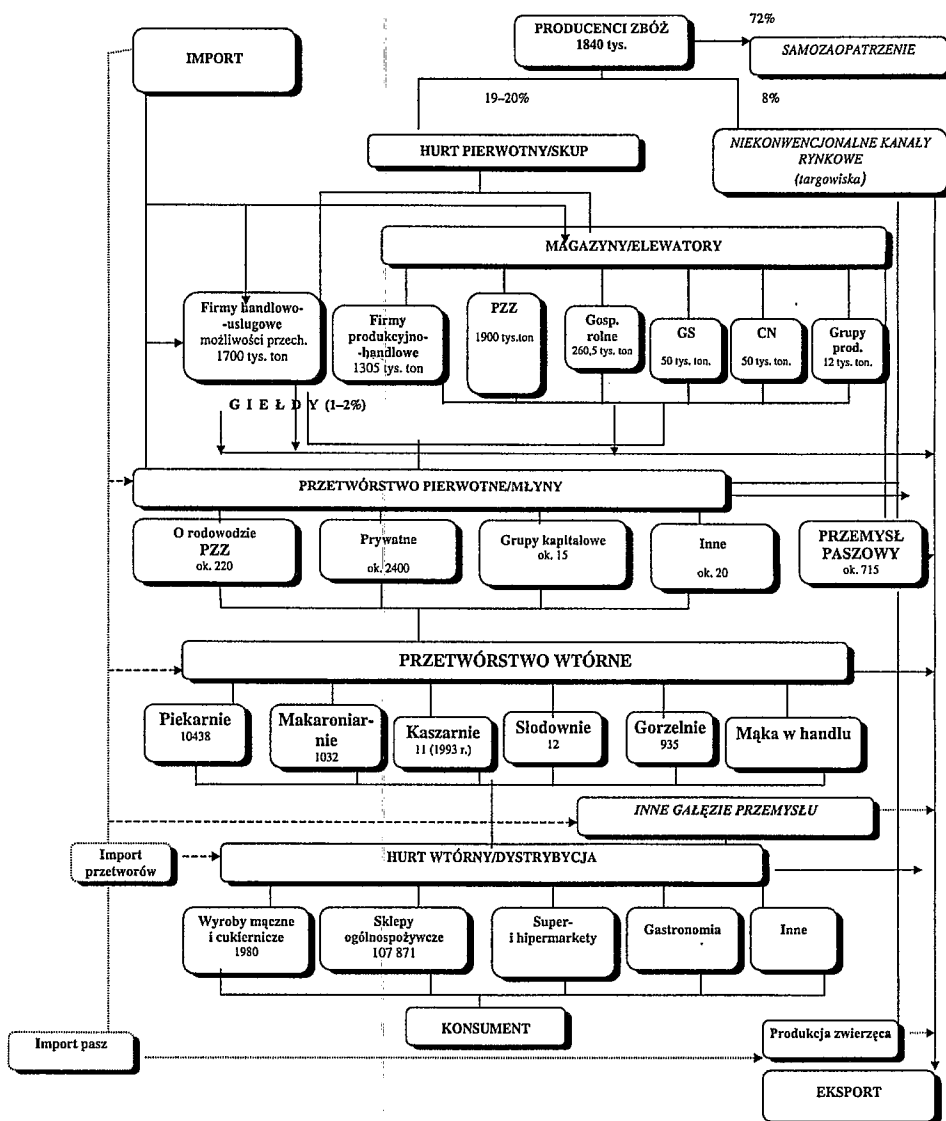 PRODUCENCI ZBÓŻ
1840 tys.
72%
SAMOZAOPATRZENIE
IMPORT
19–20%
8%
HURT PIERWOTNY/SKUP
NIEKONWENCJONALNE KANAŁY
RYNKOWE
(targowiska)
MAGAZYNY/ELEWATORY
Firmy handlowo-
-usługowe
możliwości przech.
1700 tys. ton
Firmy
produkcyjno-
-handlowe
1305 tys. ton
PZZ
1900 tys.ton
Gosp.
rolne
260,5 tys. ton
GS
50 tys. ton.
CN
50 tys. ton.
Grupy
prod.
12 tys. ton.
GIEŁDY (1–2%)
PRZETWÓRSTWO PIERWOTNE/MŁYNY
O rodowodzie
PZZ
ok. 220
Prywatne
ok. 2400
Grupy kapitałowe
ok. 15
Inne
ok. 20
PRZEMYSŁ
PASZOWY
ok. 715
PRZETWÓRSTWO WTÓRNE
Piekarnie
10438
Makaroniar-
nie
1032
Kaszarnie
11 (1993 r.)
Słodownie
12
Gorzelnie
935
Mąka w handlu
INNE GAŁĘZIE PRZEMYSŁU
Import
przetworów
HURT WTÓRNY/DYSTRYBYCJA
Wyroby mączne
i cukiernicze
1980
Sklepy
ogólnospożywcze
107 871
Super-
i hipermarkety
Gastronomia
Inne
KONSUMENT
Import pasz
Produkcja zwierzęca
EKSPORT